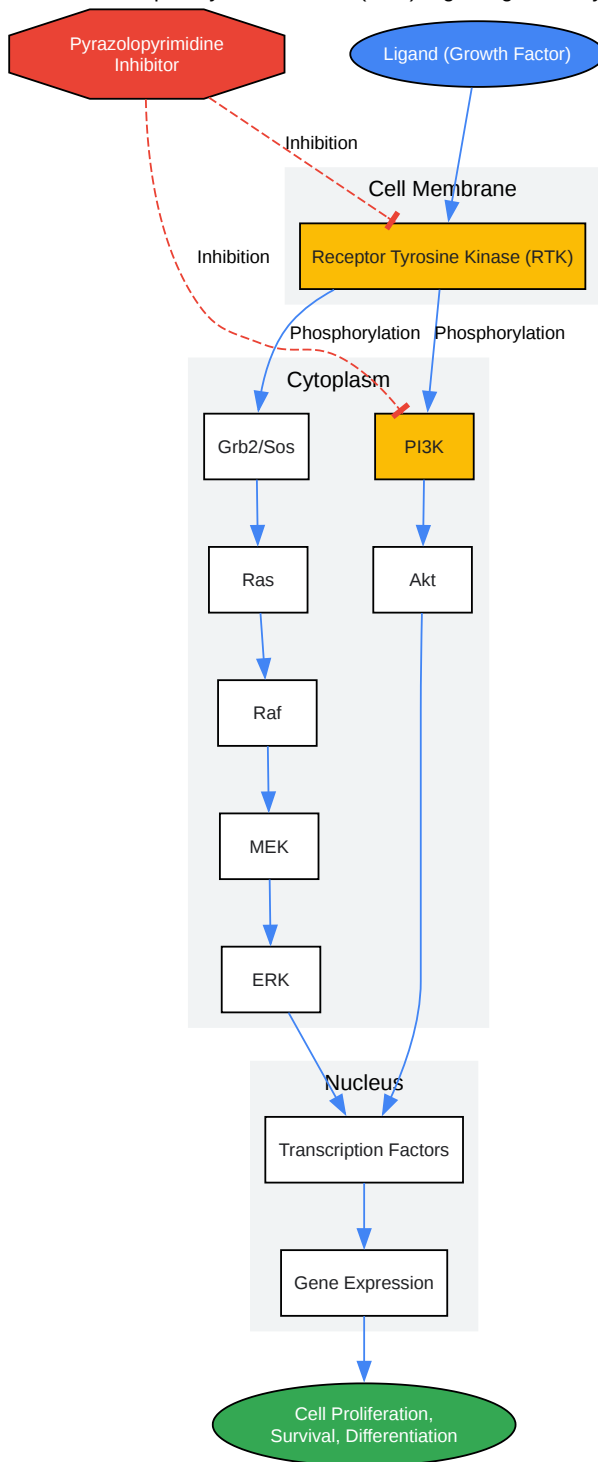 Pyrazolopyrimidine
Inhibitor
Ligand (Growth Factor)
Inhibition
Cell Membrane
Inhibition
Receptor Tyrosine Kinase (RTK)
Phosphorylation
Phosphorylation
Cytoplasm
Grb2/Sos
PI3K
Ras
Akt
Raf
MEK
ERK
Nucleus
Transcription Factors
Gene Expression
Cell Proliferation,
Survival, Differentiation